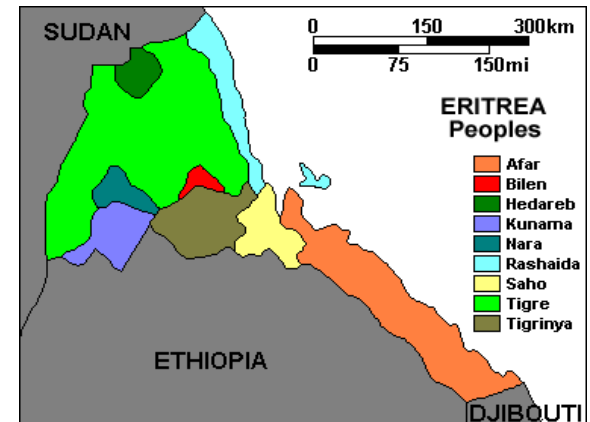 SUDAN
0 150 300km
0 75 150mi
ERITREA
Peoples
Afar
Bilen
Hedareb
Kunama
Nara
Rashaida
Saho
Tigre
Tigrinya
ETHIOPIA
DJIBOUTI